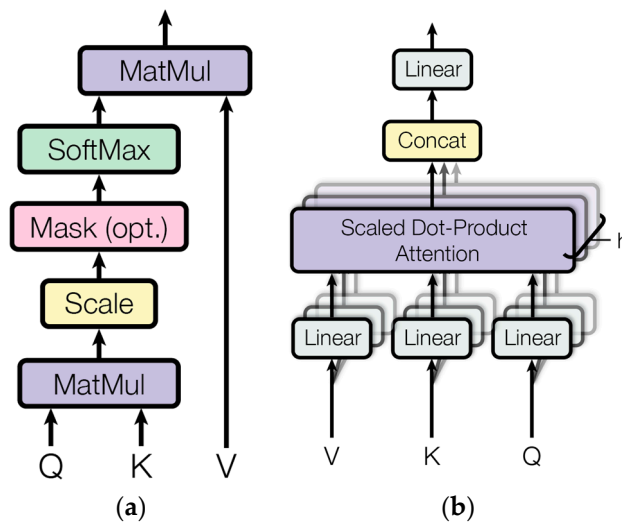 MatMul
SoftMax
Mask (opt.)
Scale
MatMul
Q K V
(a)
Linear
Concat
Scaled Dot-Product
Attention
h
Linear Linear Linear
V K Q
(b)